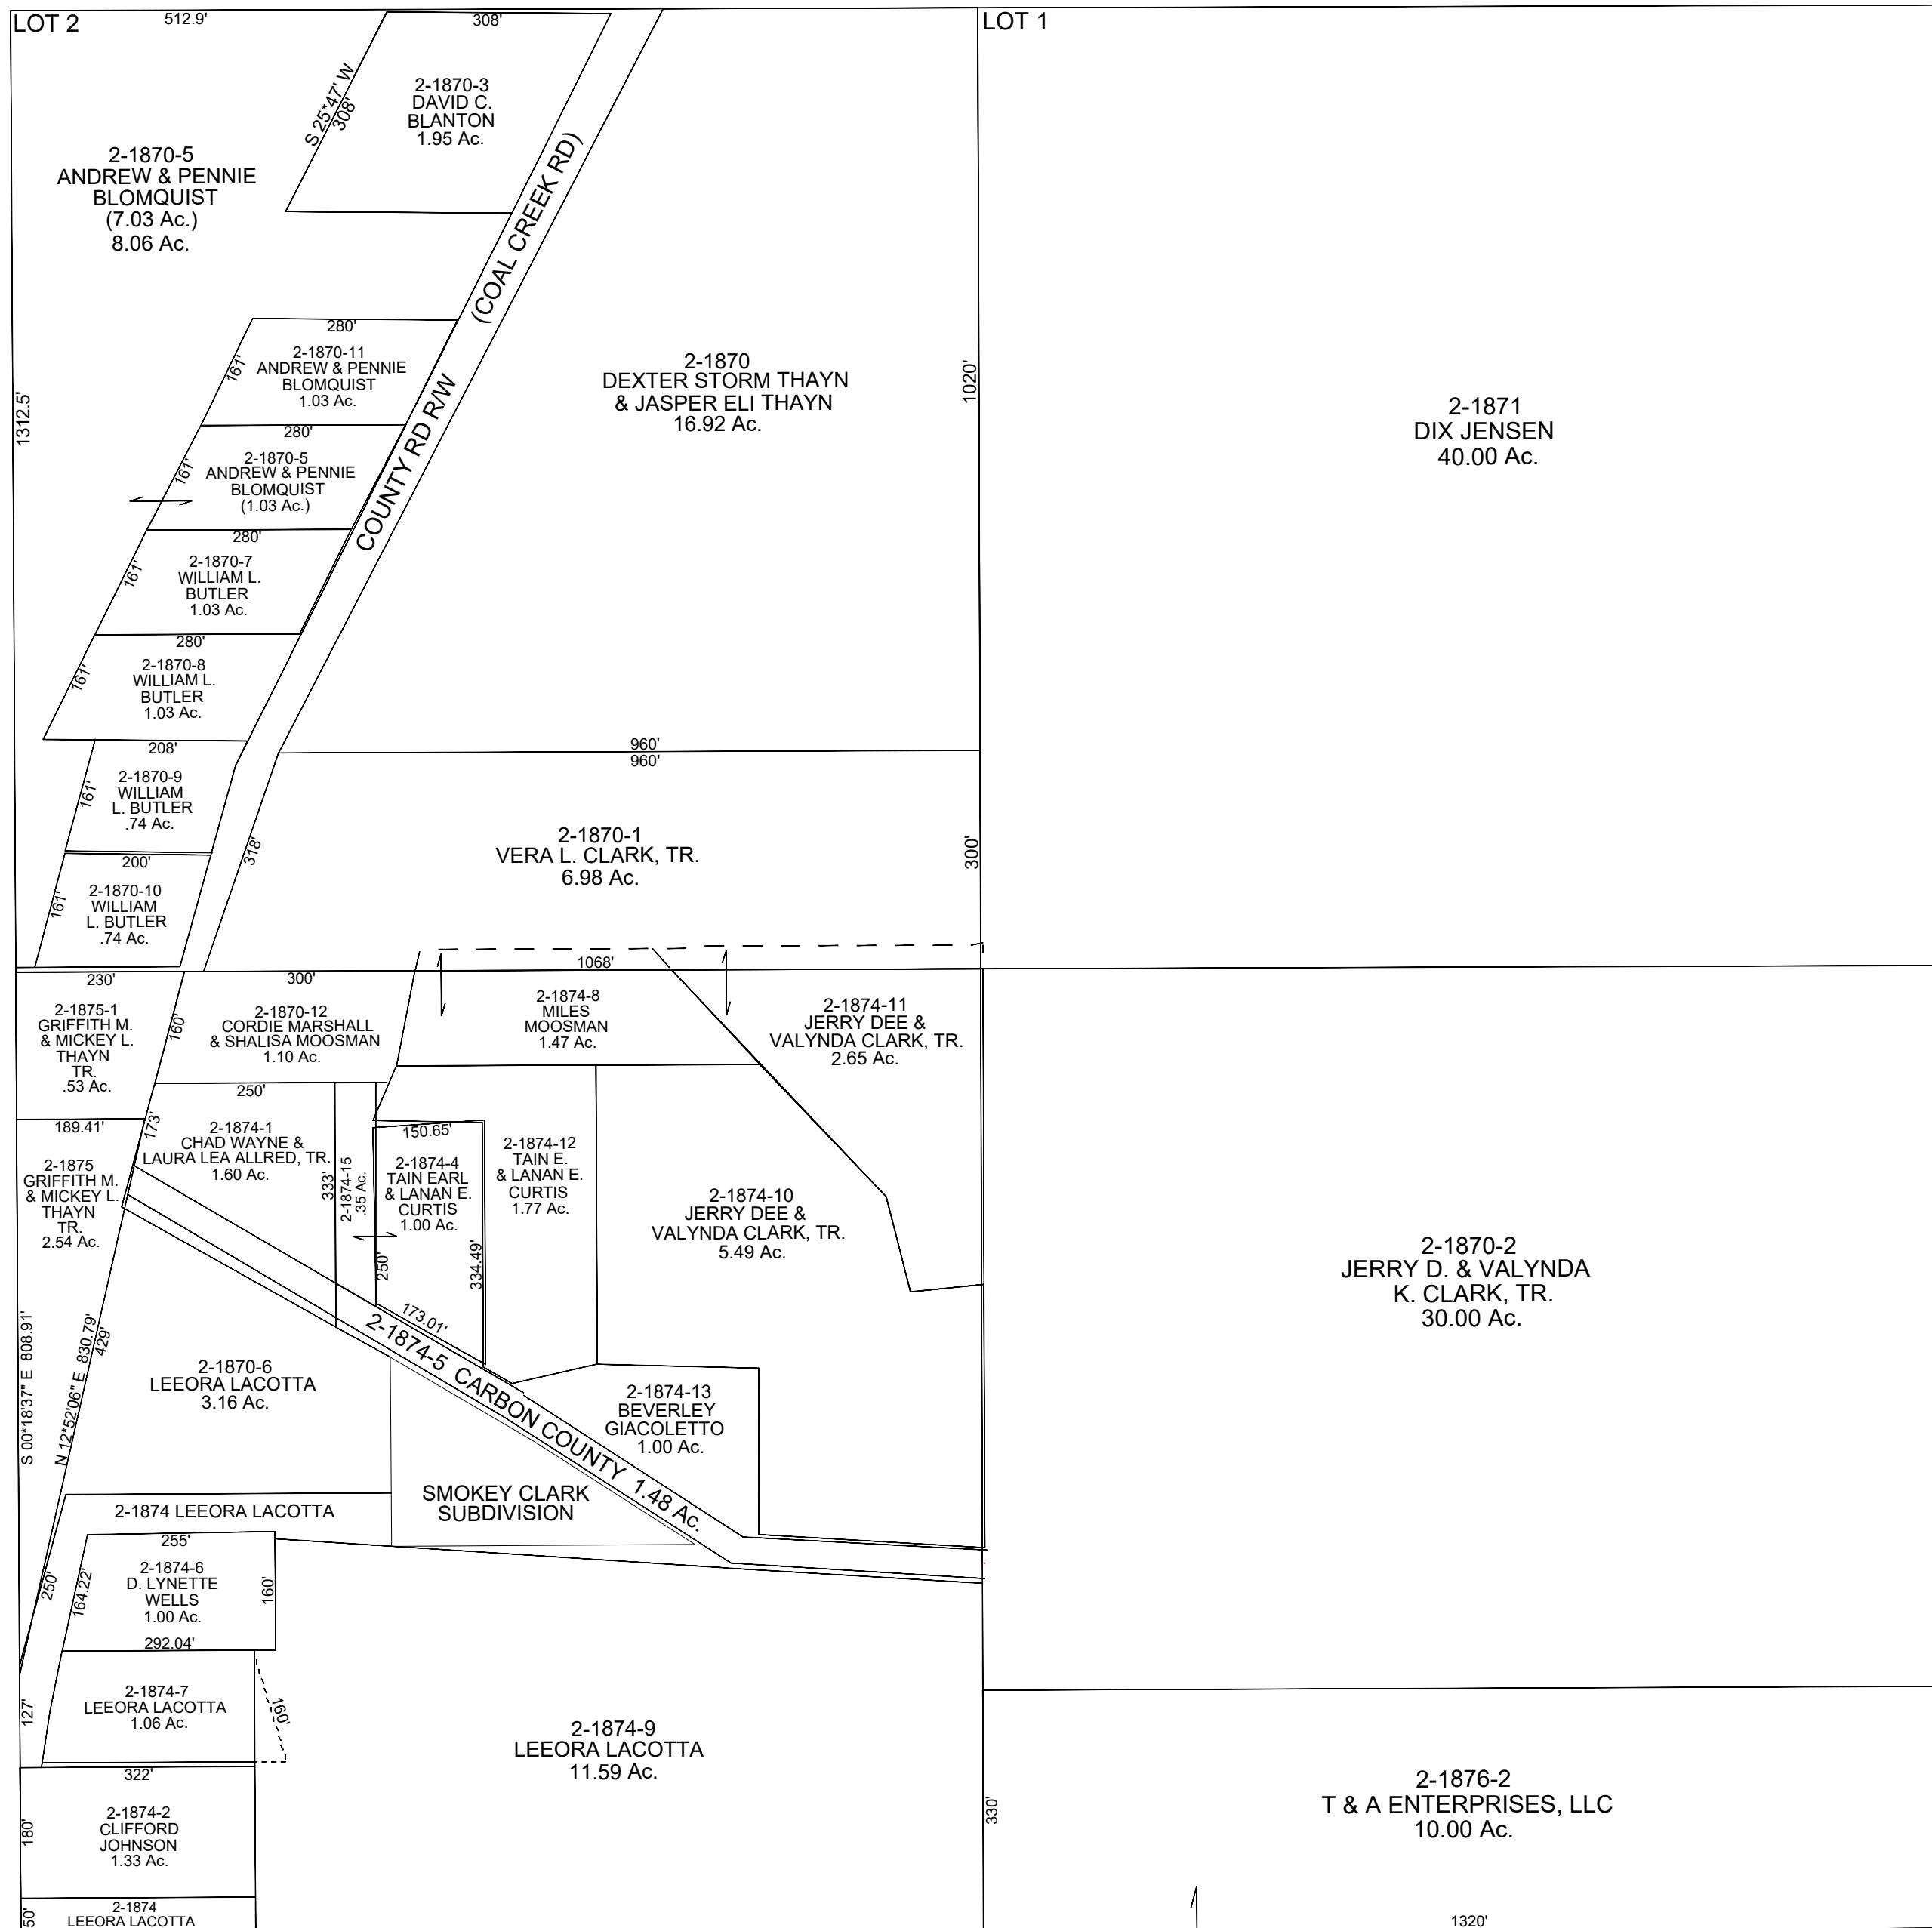 LOT 2
512.9'
308'
LOT 1
S 25*47' W
308'
2-1870-3
DAVID C.
BLANTON
1.95 Ac.
2-1870-5
ANDREW & PENNIE
BLOMQUIST
(7.03 Ac.)
8.06 Ac.
1312.5'
COUNTY RD R/W (COAL CREEK RD)
280'
161'
2-1870-11
ANDREW & PENNIE
BLOMQUIST
1.03 Ac.
280'
161'
2-1870-5
ANDREW & PENNIE
BLOMQUIST
(1.03 Ac.)
280'
161'
2-1870-7
WILLIAM L.
BUTLER
1.03 Ac.
280'
161'
2-1870-8
WILLIAM L.
BUTLER
1.03 Ac.
208'
161'
2-1870-9
WILLIAM
L. BUTLER
.74 Ac.
200'
161'
2-1870-10
WILLIAM
L. BUTLER
.74 Ac.
2-1870
DEXTER STORM THAYN
& JASPER ELI THAYN
16.92 Ac.
1020'
960'
960'
318'
2-1870-1
VERA L. CLARK, TR.
6.98 Ac.
300'
2-1871
DIX JENSEN
40.00 Ac.
1068'
230'
2-1875-1
GRIFFITH M.
& MICKEY L.
THAYN
TR.
.53 Ac.
300'
160'
2-1870-12
CORDIE MARSHALL
& SHALISA MOOSMAN
1.10 Ac.
2-1874-8
MILES
MOOSMAN
1.47 Ac.
2-1874-11
JERRY DEE &
VALYNDA CLARK, TR.
2.65 Ac.
189.41'
2-1875
GRIFFITH M.
& MICKEY L.
THAYN
TR.
2.54 Ac.
250'
173'
2-1874-1
CHAD WAYNE &
LAURA LEA ALLRED, TR.
1.60 Ac.
333'
2-1874-15
.35 Ac.
150.65'
2-1874-4
TAIN EARL
& LANAN E.
CURTIS
1.00 Ac.
250'
334.49'
173.01'
2-1874-12
TAIN E.
& LANAN E.
CURTIS
1.77 Ac.
2-1874-10
JERRY DEE &
VALYNDA CLARK, TR.
5.49 Ac.
2-1870-2
JERRY D. & VALYNDA
K. CLARK, TR.
30.00 Ac.
S 00*18'37" E 808.91'
N 12*52'06" E 830.79'
429'
2-1870-6
LEEORA LACOTTA
3.16 Ac.
2-1874-5 CARBON COUNTY 1.48 Ac.
2-1874-13
BEVERLEY
GIACOLETTO
1.00 Ac.
SMOKEY CLARK
SUBDIVISION
2-1874 LEEORA LACOTTA
250'
255'
164.22'
2-1874-6
D. LYNETTE
WELLS
1.00 Ac.
160'
292.04'
127'
2-1874-7
LEEORA LACOTTA
1.06 Ac.
160'
2-1874-9
LEEORA LACOTTA
11.59 Ac.
322'
180'
2-1874-2
CLIFFORD
JOHNSON
1.33 Ac.
330'
2-1876-2
T & A ENTERPRISES, LLC
10.00 Ac.
50'
2-1874
LEEORA LACOTTA
1320'